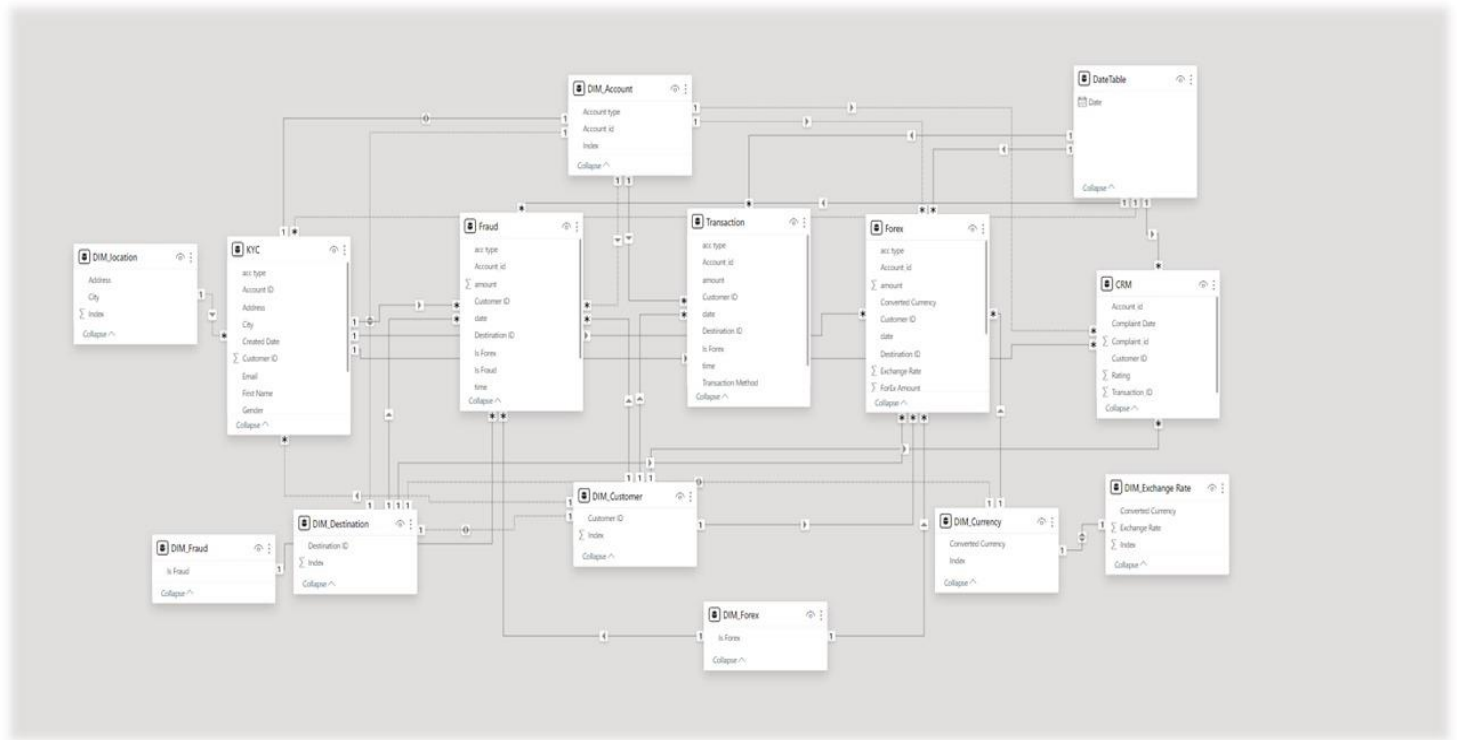 DIM_Account
Account type
Account id
Index
Collapse
DateTable
Date
Collapse
DIM_location
Address
City
Index
Collapse
KYC
acc type
Account ID
Address
City
Created Date
Customer ID
Email
First Name
Gender
Collapse
Fraud
acc type
Account id
amount
Customer ID
date
Destination ID
Is Forex
Is Fraud
time
Collapse
Transaction
acc type
Account id
amount
Customer ID
date
Destination ID
Is Forex
time
Transaction Method
Collapse
Forex
acc type
Account id
amount
Converted Currency
Customer ID
date
Destination ID
Exchange Rate
ForEx Amount
Collapse
CRM
Account id
Complaint Date
Complaint_id
Customer ID
Rating
Transaction_ID
Collapse
DIM_Fraud
Is Fraud
Collapse
DIM_Destination
Destination ID
Index
Collapse
DIM_Customer
Customer ID
Index
Collapse
DIM_Currency
Converted Currency
Index
Collapse
DIM_Exchange Rate
Converted Currency
Exchange Rate
Index
Collapse
DIM_Forex
Is Forex
Collapse